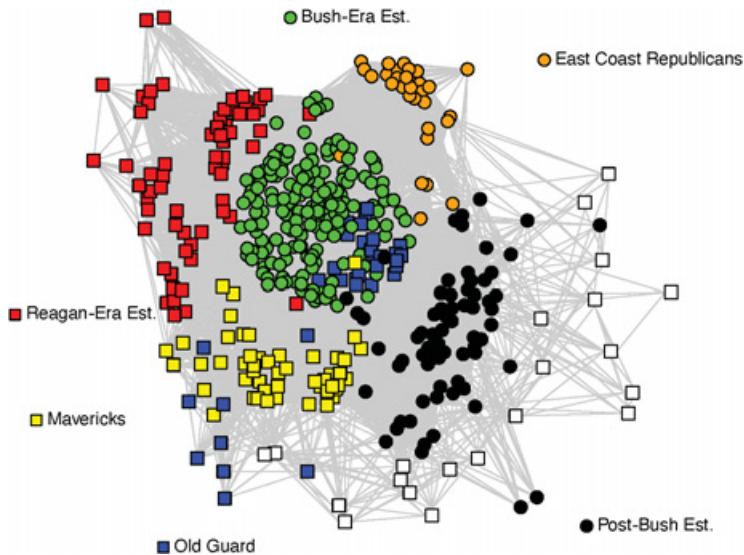 Bush-Era Est.
East Coast Republicans
Reagan-Era Est.
Mavericks
Post-Bush Est.
Old Guard